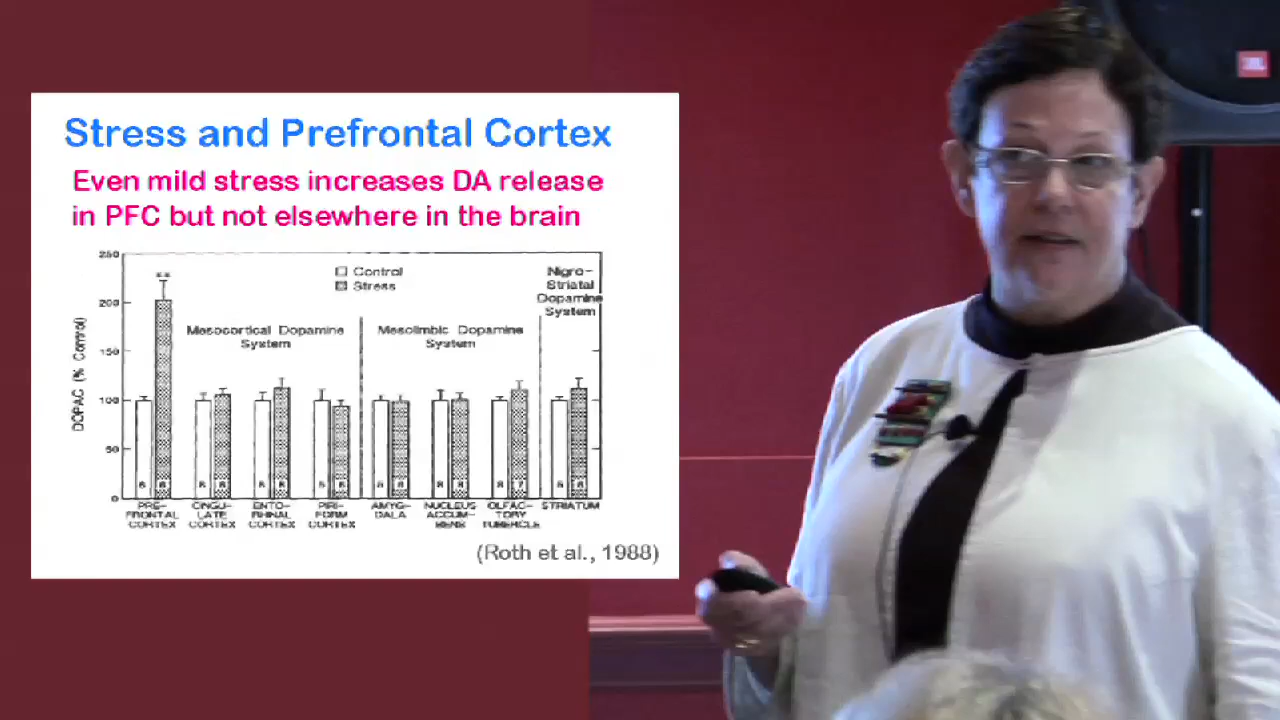 Stress and Prefrontal Cortex
Even mild stress increases DA release
in PFC but not elsewhere in the brain
250
200
150
100
50
0
DOPAC (% Control)
Control
Stress
Mesocortical Dopamine
System
Mesolimbic Dopamine
System
Nigro-
Striatal
Dopamine
System
**
PRE-
FRONTAL
CORTEX
CINGU-
LATE
CORTEX
ENTO-
RHINAL
CORTEX
PIRI-
FORM
CORTEX
AMYG-
DALA
NUCLEUS
ACCUM-
BENS
OLFAC-
TORY
TUBERCLE
STRIATUM
(Roth et al., 1988)
JBL